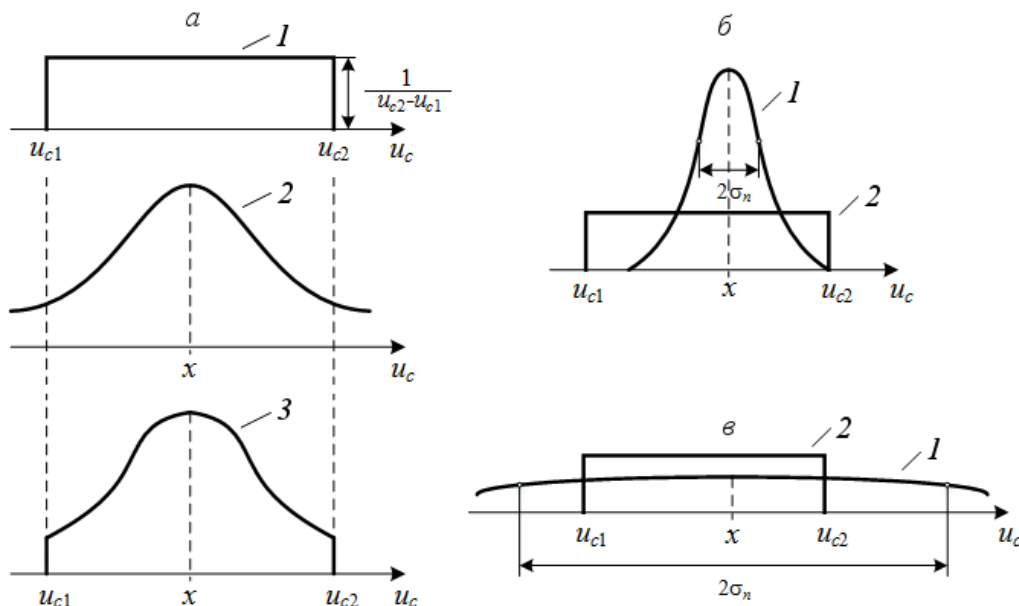 а
1
1
u_c2-u_c1
u_c1 u_c2 u_c
2
x u_c
3
u_c1 x u_c2 u_c
б
1
2σ_n
2
u_c1 x u_c2 u_c
в
2
1
u_c1 x u_c2 u_c
2σ_n